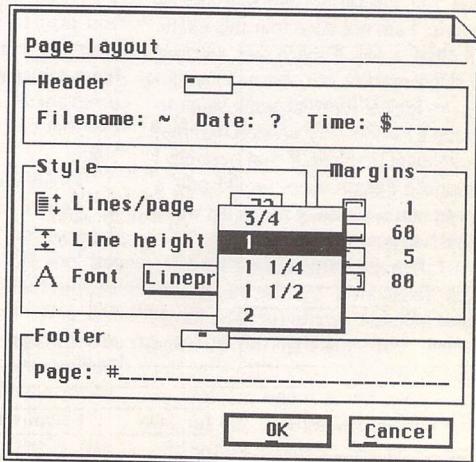 Page layout
Header
Filename: ~ Date: ? Time: $_____
Style
Margins
Lines/page
1
Line height
60
5
Font Linepr
80
3/4
1
1 1/4
1 1/2
2
Footer
Page: #______________________________
OK Cancel